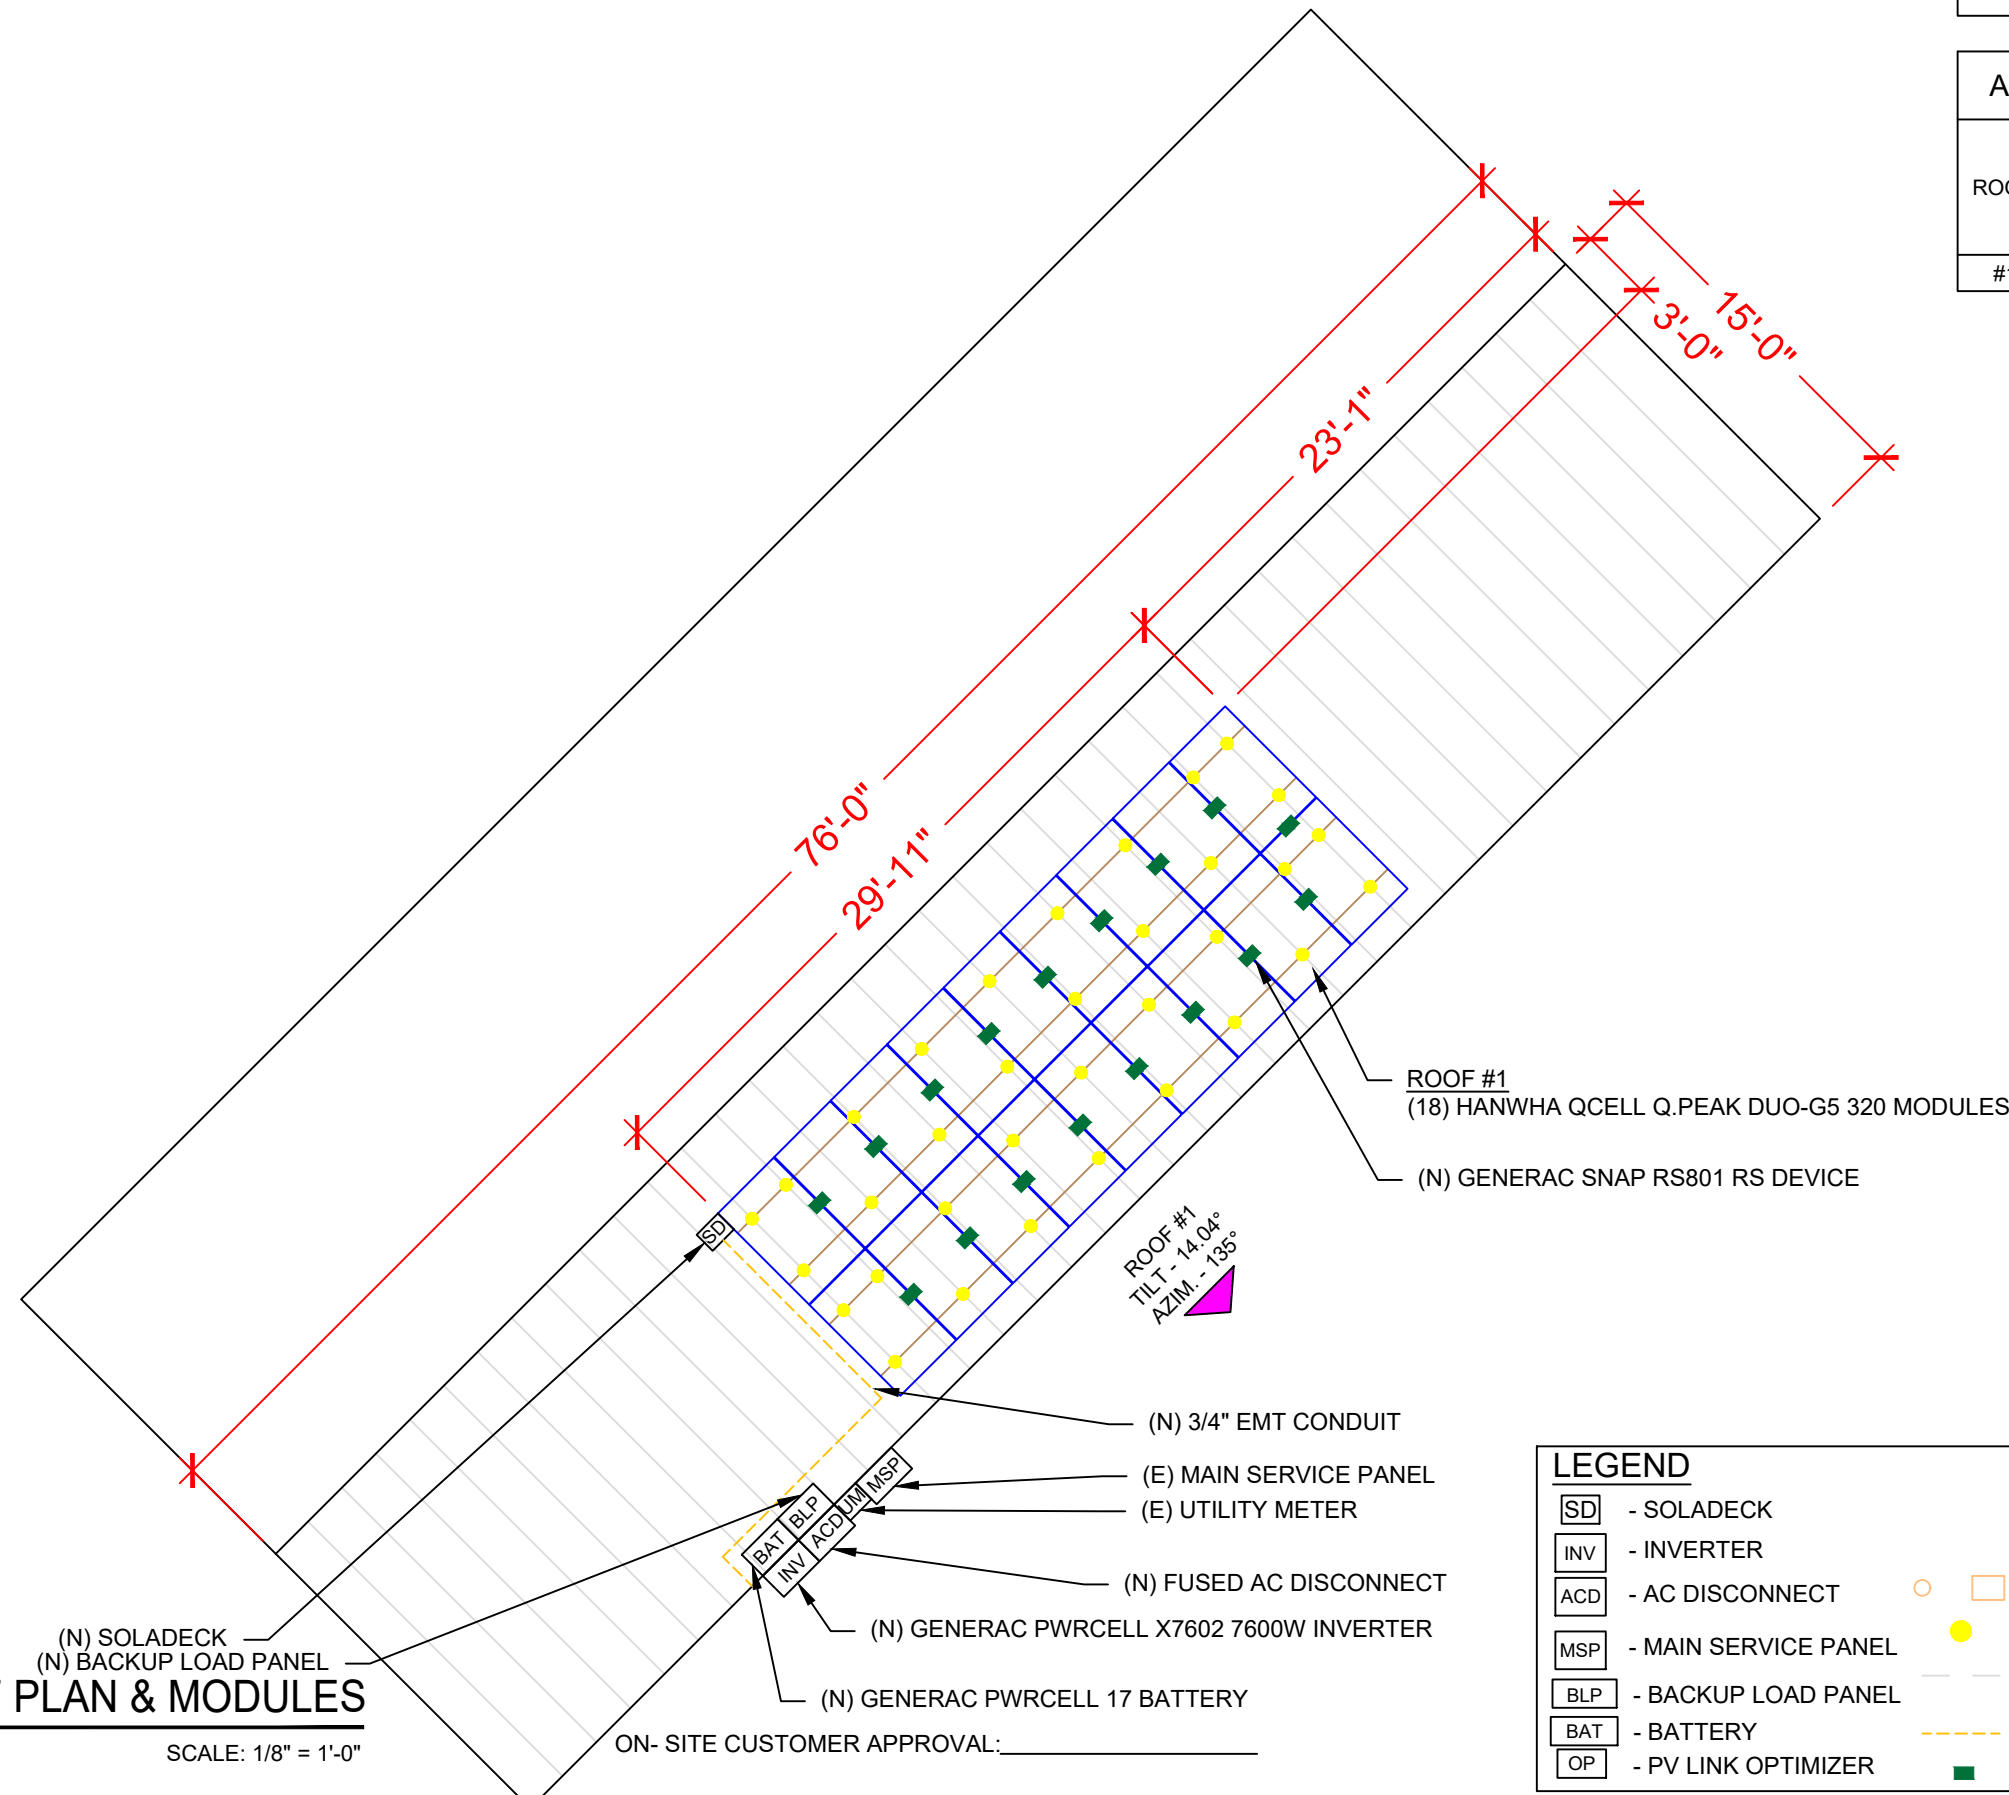 A
ROO
#1
15'-0"
3'-0"
23'-1"
76'-0"
29'-11"
SD
ROOF #1
(18) HANWHA QCELL Q.PEAK DUO-G5 320 MODULES
(N) GENERAC SNAP RS801 RS DEVICE
ROOF #1
TILT - 14.04°
AZIM. - 135°
(N) 3/4" EMT CONDUIT
(E) MAIN SERVICE PANEL
(E) UTILITY METER
MSP
UM
BLP
ACD
BAT
INV
(N) FUSED AC DISCONNECT
(N) GENERAC PWRCELL X7602 7600W INVERTER
(N) GENERAC PWRCELL 17 BATTERY
(N) SOLADECK
(N) BACKUP LOAD PANEL
PLAN & MODULES
SCALE: 1/8" = 1'-0"
ON- SITE CUSTOMER APPROVAL:
LEGEND
SD - SOLADECK
INV - INVERTER
ACD - AC DISCONNECT
MSP - MAIN SERVICE PANEL
BLP - BACKUP LOAD PANEL
BAT - BATTERY
OP - PV LINK OPTIMIZER